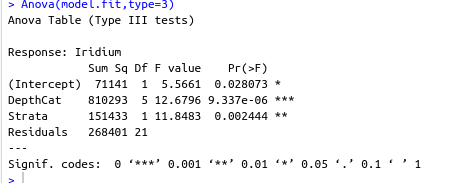 > Anova(model.fit,type=3)
Anova Table (Type III tests)
Response: Iridium
Sum Sq Df F value Pr(>F)
(Intercept) 71141 1 5.5661 0.028073 *
DepthCat 810293 5 12.6796 9.337e-06 ***
Strata 151433 1 11.8483 0.002444 **
Residuals 268401 21
---
Signif. codes: 0 ‘***’ 0.001 ‘**’ 0.01 ‘*’ 0.05 ‘.’ 0.1 ‘ ’ 1
>